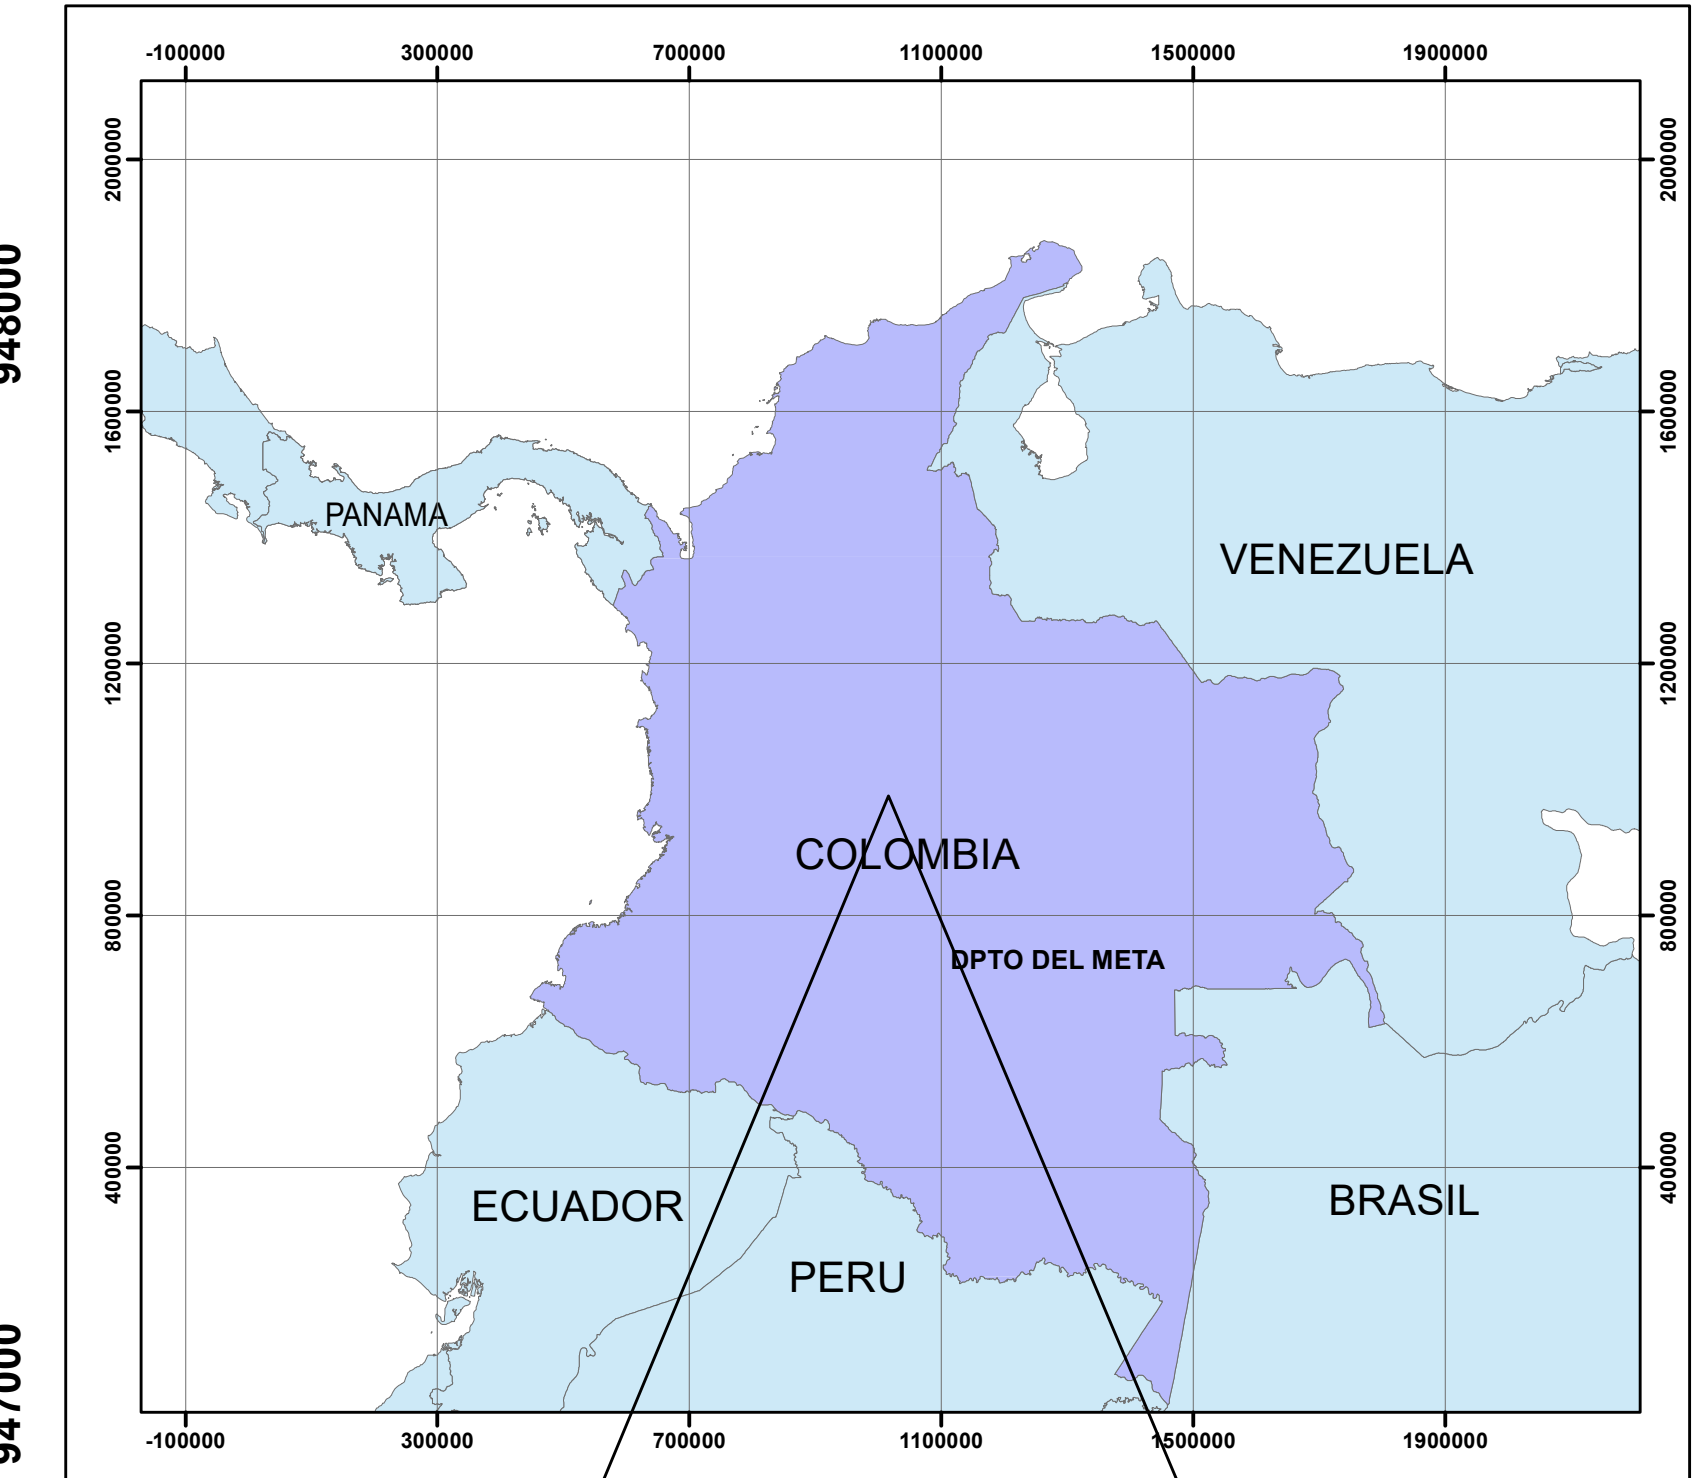 -100000 300000 700000 1100000 1500000 1900000
2000000 2000000
948000
1600000 1600000
PANAMA
VENEZUELA
1200000 1200000
COLOMBIA
800000 800000
DPTO DEL META
400000 400000
ECUADOR
BRASIL
PERU
947000
-100000 300000 700000 1100000 1500000 1900000